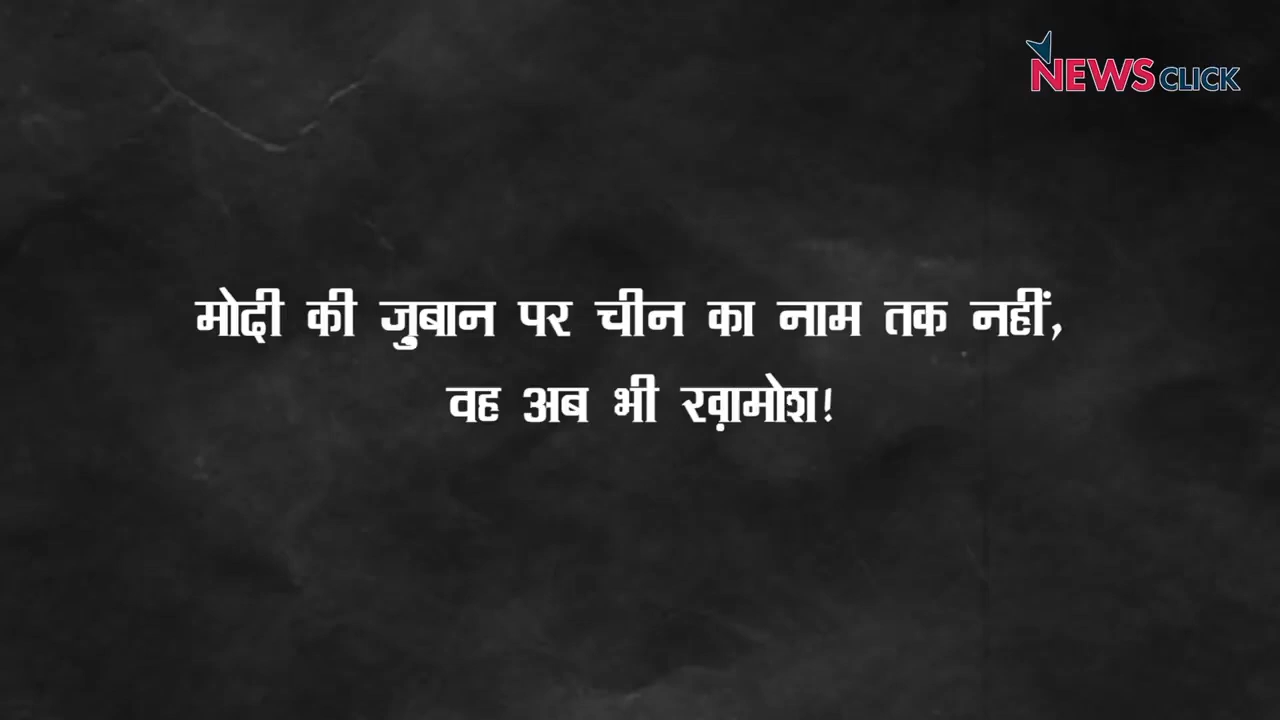 NEWSCLICK
मोदी की जुबान पर चीन का नाम तक नहीं,
वह अब भी ख़ामोश!